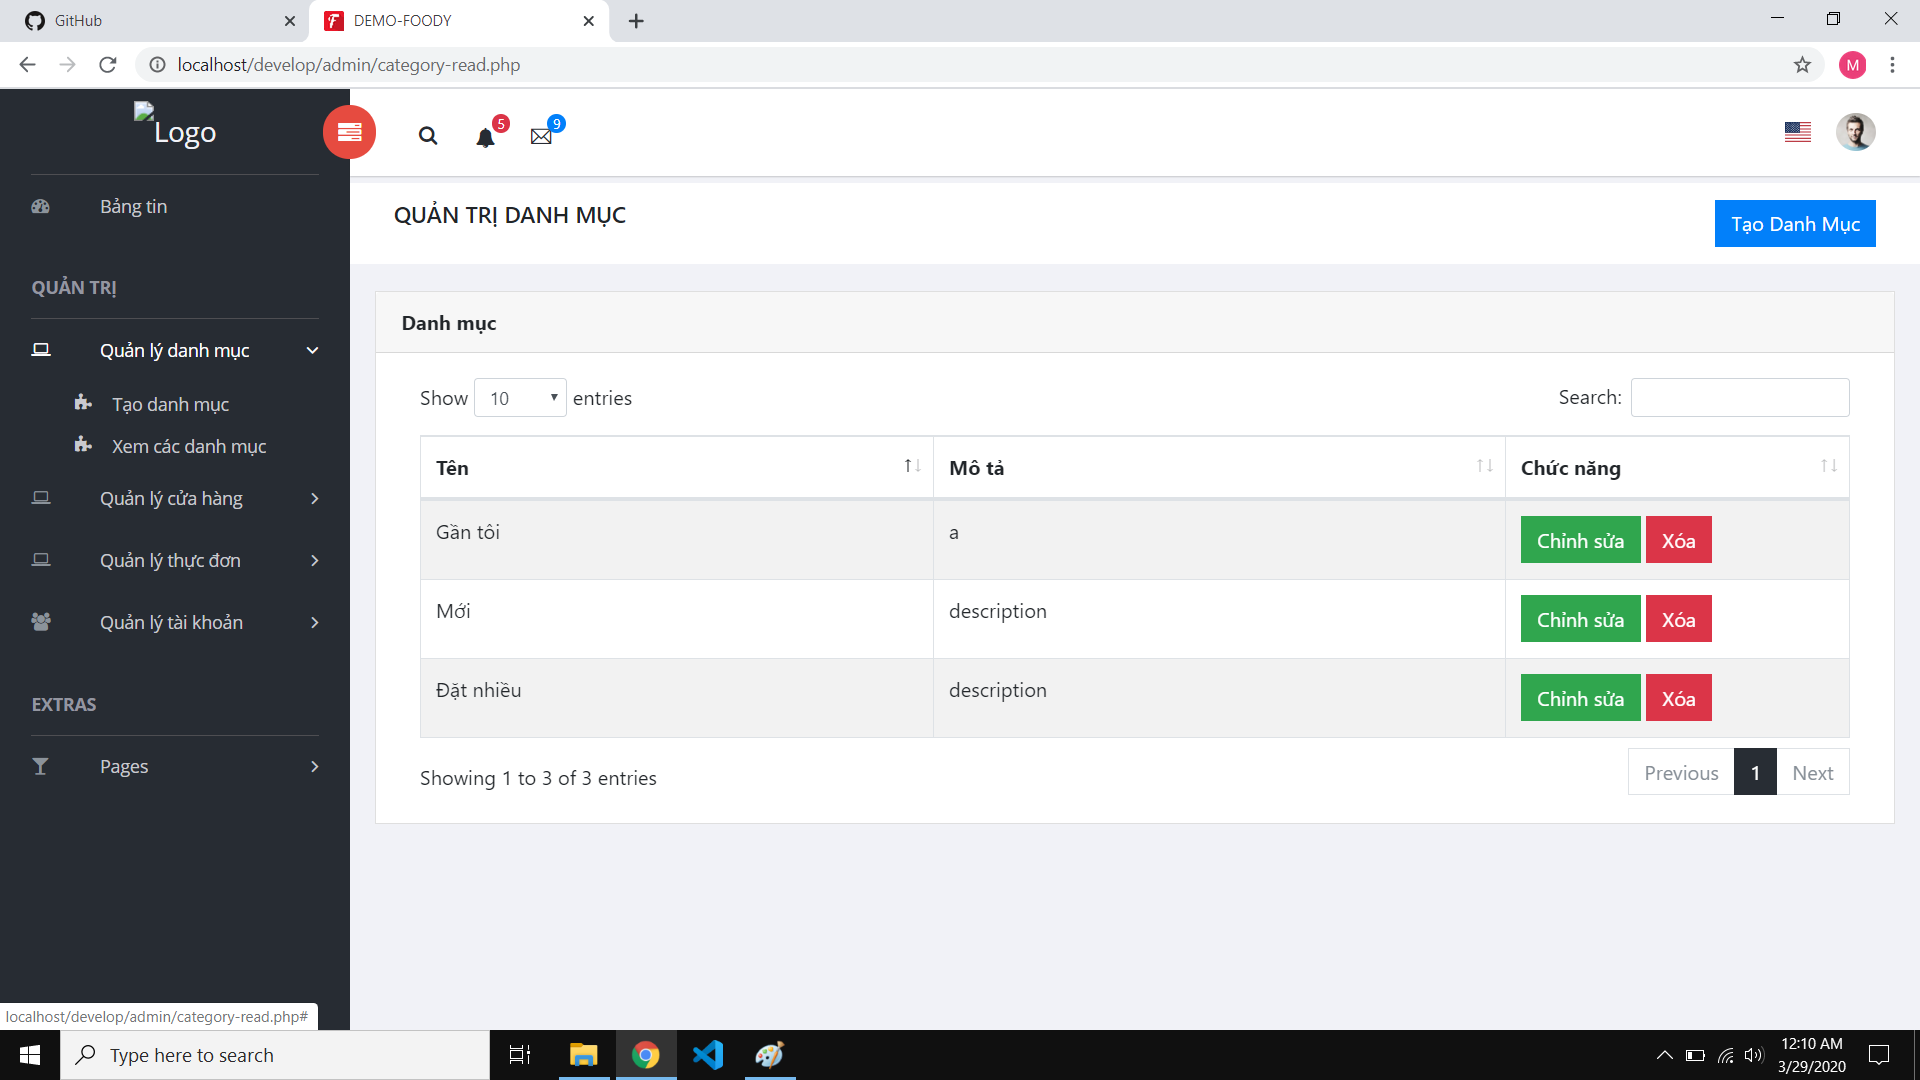 GitHub
DEMO-FOODY
localhost/develop/admin/category-read.php
M
Logo
5
9
Bảng tin
QUẢN TRỊ DANH MỤC
Tạo Danh Mục
QUẢN TRỊ
Quản lý danh mục
Tạo danh mục
Xem các danh mục
Quản lý cửa hàng
Quản lý thực đơn
Quản lý tài khoản
EXTRAS
Pages
Danh mục
Show 10 entries
Search:
Tên Mô tả Chức năng
Gần tôi a Chỉnh sửa Xóa
Mới description Chỉnh sửa Xóa
Đặt nhiều description Chỉnh sửa Xóa
Showing 1 to 3 of 3 entries
Previous 1 Next
localhost/develop/admin/category-read.php#
Type here to search
12:10 AM
3/29/2020